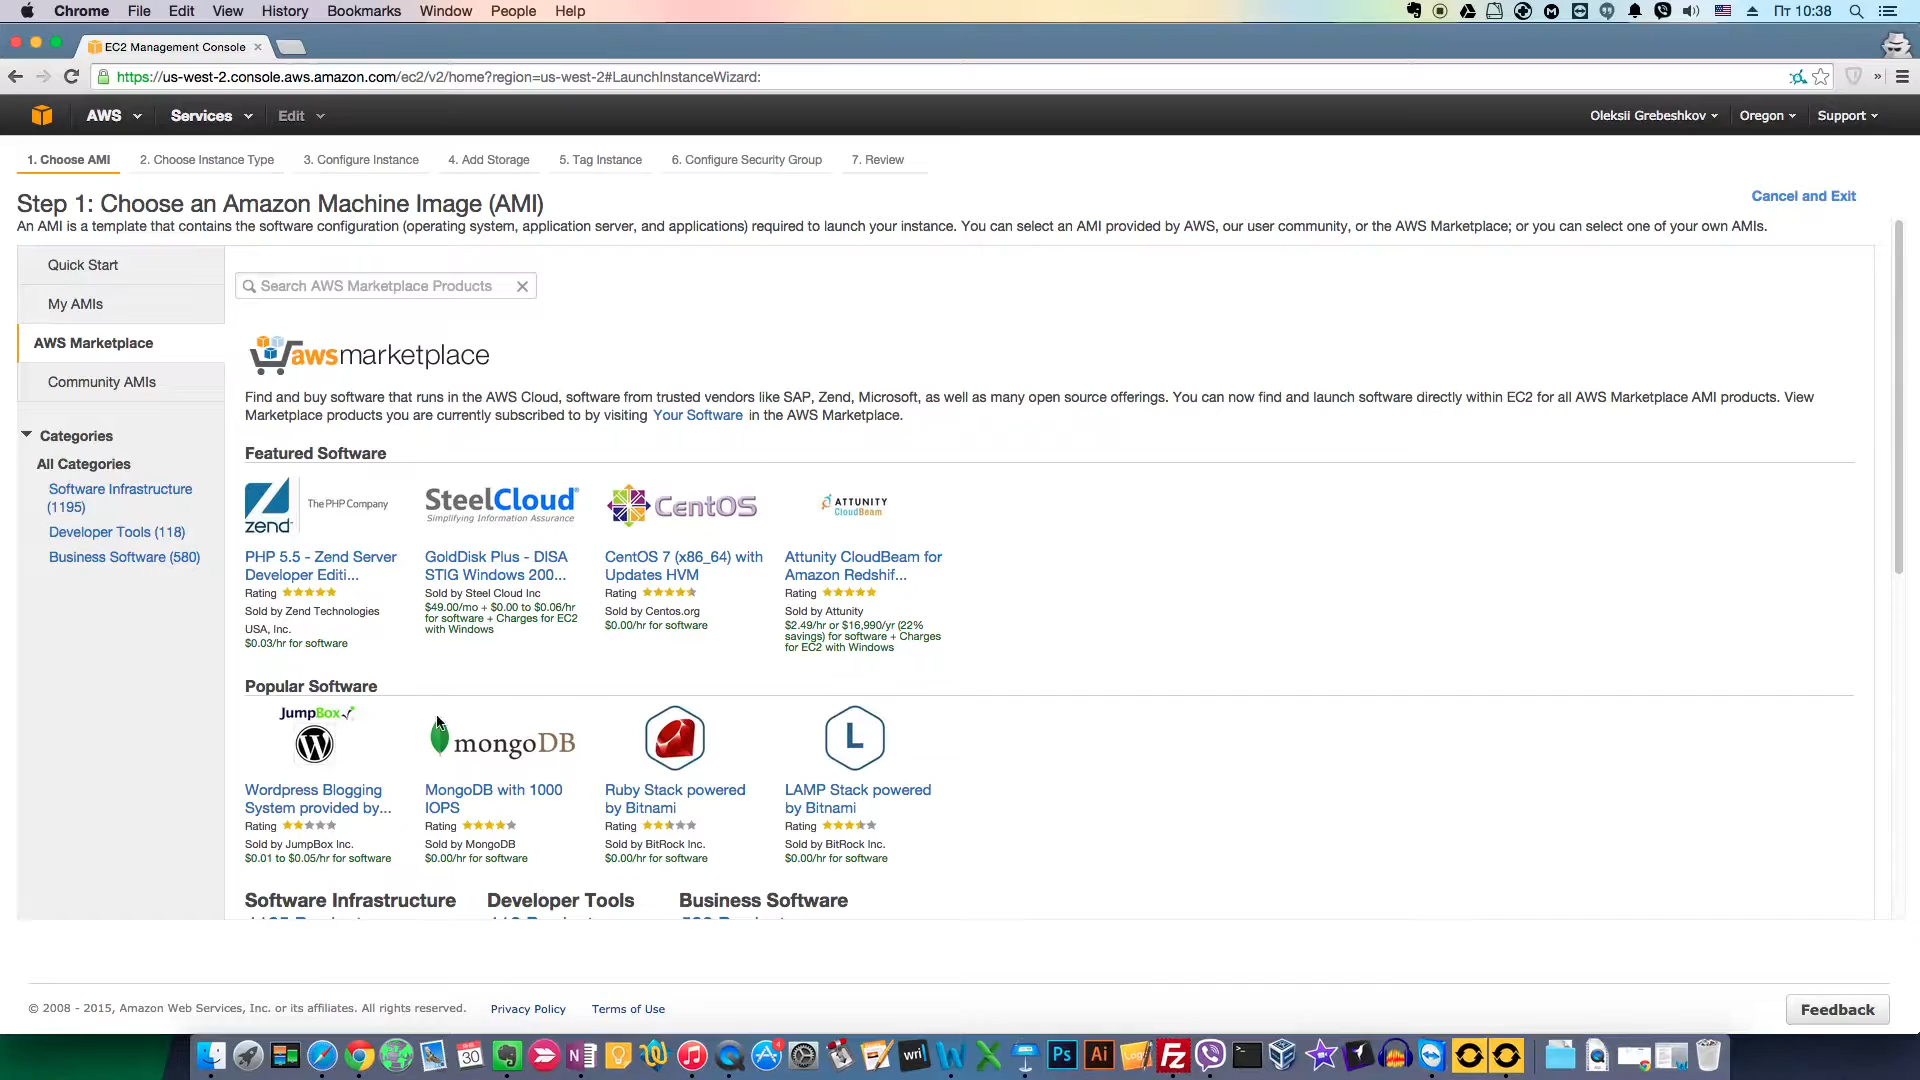 Chrome File Edit View History Bookmarks Window People Help
Пт 10:38
EC2 Management Console
https://us-west-2.console.aws.amazon.com/ec2/v2/home?region=us-west-2#LaunchInstanceWizard:
AWS Services Edit
Oleksii Grebeshkov Oregon Support
1. Choose AMI 2. Choose Instance Type 3. Configure Instance 4. Add Storage 5. Tag Instance 6. Configure Security Group 7. Review
Step 1: Choose an Amazon Machine Image (AMI)
Cancel and Exit
An AMI is a template that contains the software configuration (operating system, application server, and applications) required to launch your instance. You can select an AMI provided by AWS, our user community, or the AWS Marketplace; or you can select one of your own AMIs.
Quick Start
My AMIs
AWS Marketplace
Community AMIs
Categories
All Categories
Software Infrastructure
(1195)
Developer Tools (118)
Business Software (580)
Search AWS Marketplace Products
awsmarketplace
Find and buy software that runs in the AWS Cloud, software from trusted vendors like SAP, Zend, Microsoft, as well as many open source offerings. You can now find and launch software directly within EC2 for all AWS Marketplace AMI products. View
Marketplace products you are currently subscribed to by visiting Your Software in the AWS Marketplace.
Featured Software
zend The PHP Company
PHP 5.5 - Zend Server
Developer Editi...
Rating
Sold by Zend Technologies
USA, Inc.
$0.03/hr for software
SteelCloud
Simplifying Information Assurance
GoldDisk Plus - DISA
STIG Windows 200...
Sold by Steel Cloud Inc
$49.00/mo + $0.00 to $0.06/hr
for software + Charges for EC2
with Windows
CentOS
CentOS 7 (x86_64) with
Updates HVM
Rating
Sold by Centos.org
$0.00/hr for software
ATTUNITY
CloudBeam
Attunity CloudBeam for
Amazon Redshif...
Rating
Sold by Attunity
$2.49/hr or $16,990/yr (22%
savings) for software + Charges
for EC2 with Windows
Popular Software
JumpBox
Wordpress Blogging
System provided by...
Rating
Sold by JumpBox Inc.
$0.01 to $0.05/hr for software
mongoDB
MongoDB with 1000
IOPS
Rating
Sold by MongoDB
$0.00/hr for software
Ruby Stack powered
by Bitnami
Rating
Sold by BitRock Inc.
$0.00/hr for software
L
LAMP Stack powered
by Bitnami
Rating
Sold by BitRock Inc.
$0.00/hr for software
Software Infrastructure Developer Tools Business Software
© 2008 - 2015, Amazon Web Services, Inc. or its affiliates. All rights reserved. Privacy Policy Terms of Use
Feedback
30
4
wri
Ps
Ai
Log
Fz